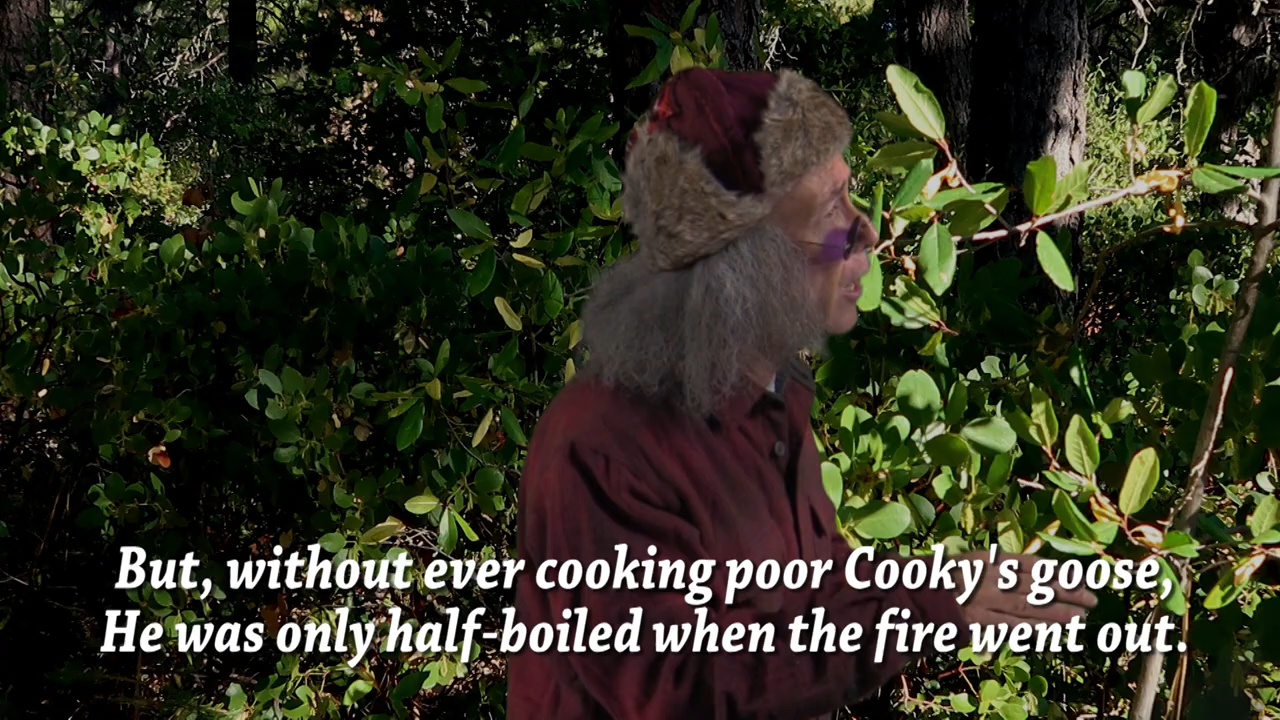 But, without ever cooking poor Cooky's goose,
He was only half-boiled when the fire went out.